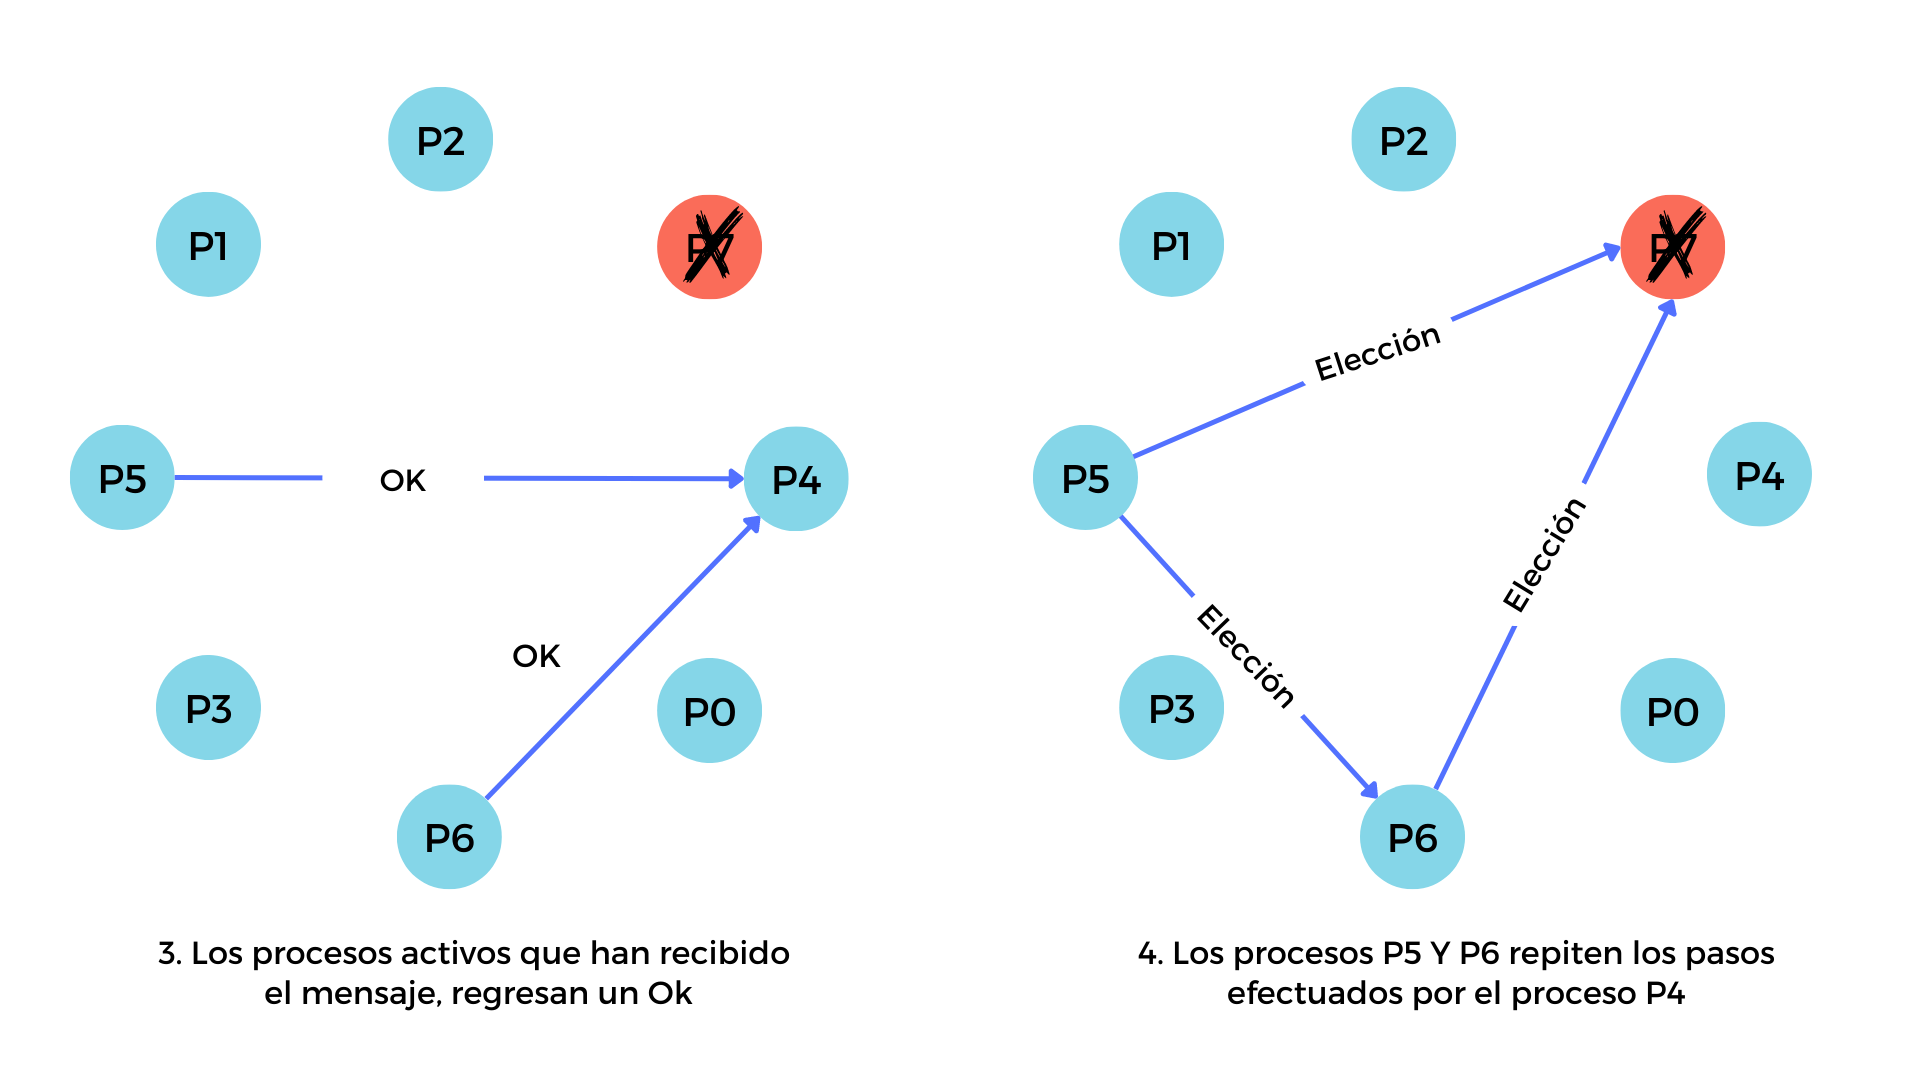 P2
P1
P7
P5
OK
P4
OK
P3
P0
P6
3. Los procesos activos que han recibido
el mensaje, regresan un Ok
P2
P1
P7
Elección
P5
P4
Elección
Elección
P3
P0
P6
4. Los procesos P5 Y P6 repiten los pasos
efectuados por el proceso P4